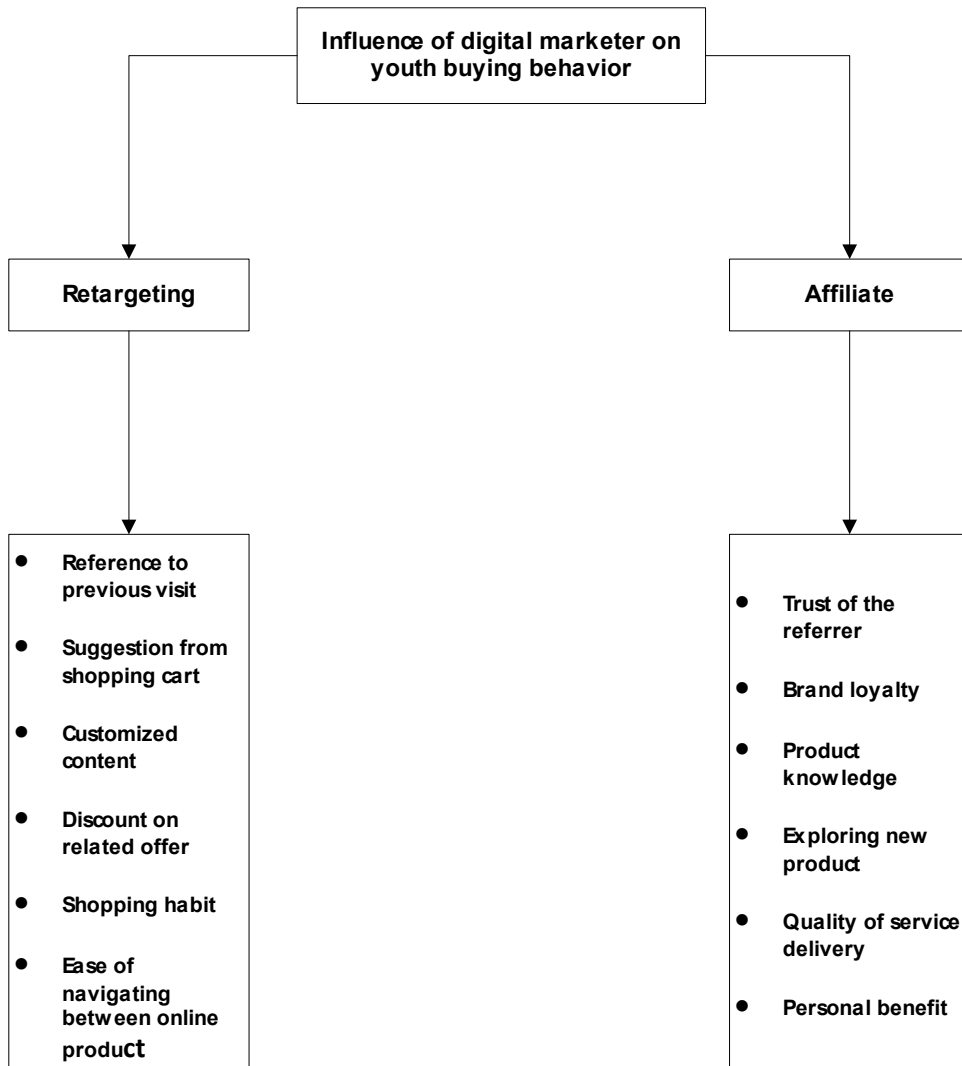 Influence of digital marketer on
youth buying behavior
Retargeting
Affiliate
Reference to
previous visit
Suggestion from
shopping cart
Customized
content
Discount on
related offer
Shopping habit
Ease of
navigating
between online
product
Trust of the
referrer
Brand loyalty
Product
knowledge
Exploring new
product
Quality of service
delivery
Personal benefit